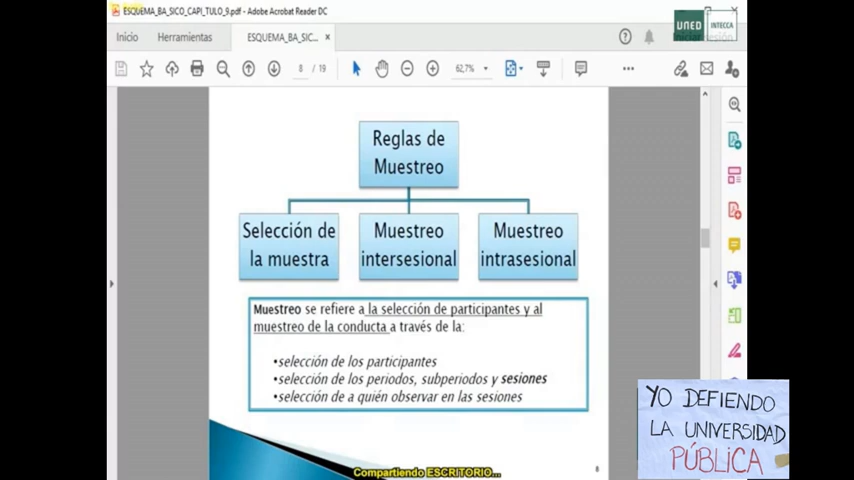 ESQUEMA_BA_SICO_CAPI_TULO_9.pdf - Adobe Acrobat Reader DC
UNED
INTECCA
Inicio
Herramientas
ESQUEMA_BA_SIC...
×
Iniciar sesión
8 / 19
62,7%
Reglas de
Muestreo
Selección de
la muestra
Muestreo
intersesional
Muestreo
intrasesional
Muestreo se refiere a la selección de participantes y al
muestreo de la conducta a través de la:
•selección de los participantes
•selección de los periodos, subperiodos y sesiones
•selección de a quién observar en las sesiones
YO DEFIENDO
LA UNIVERSIDAD
PÚBLICA
8
Compartiendo ESCRITORIO...